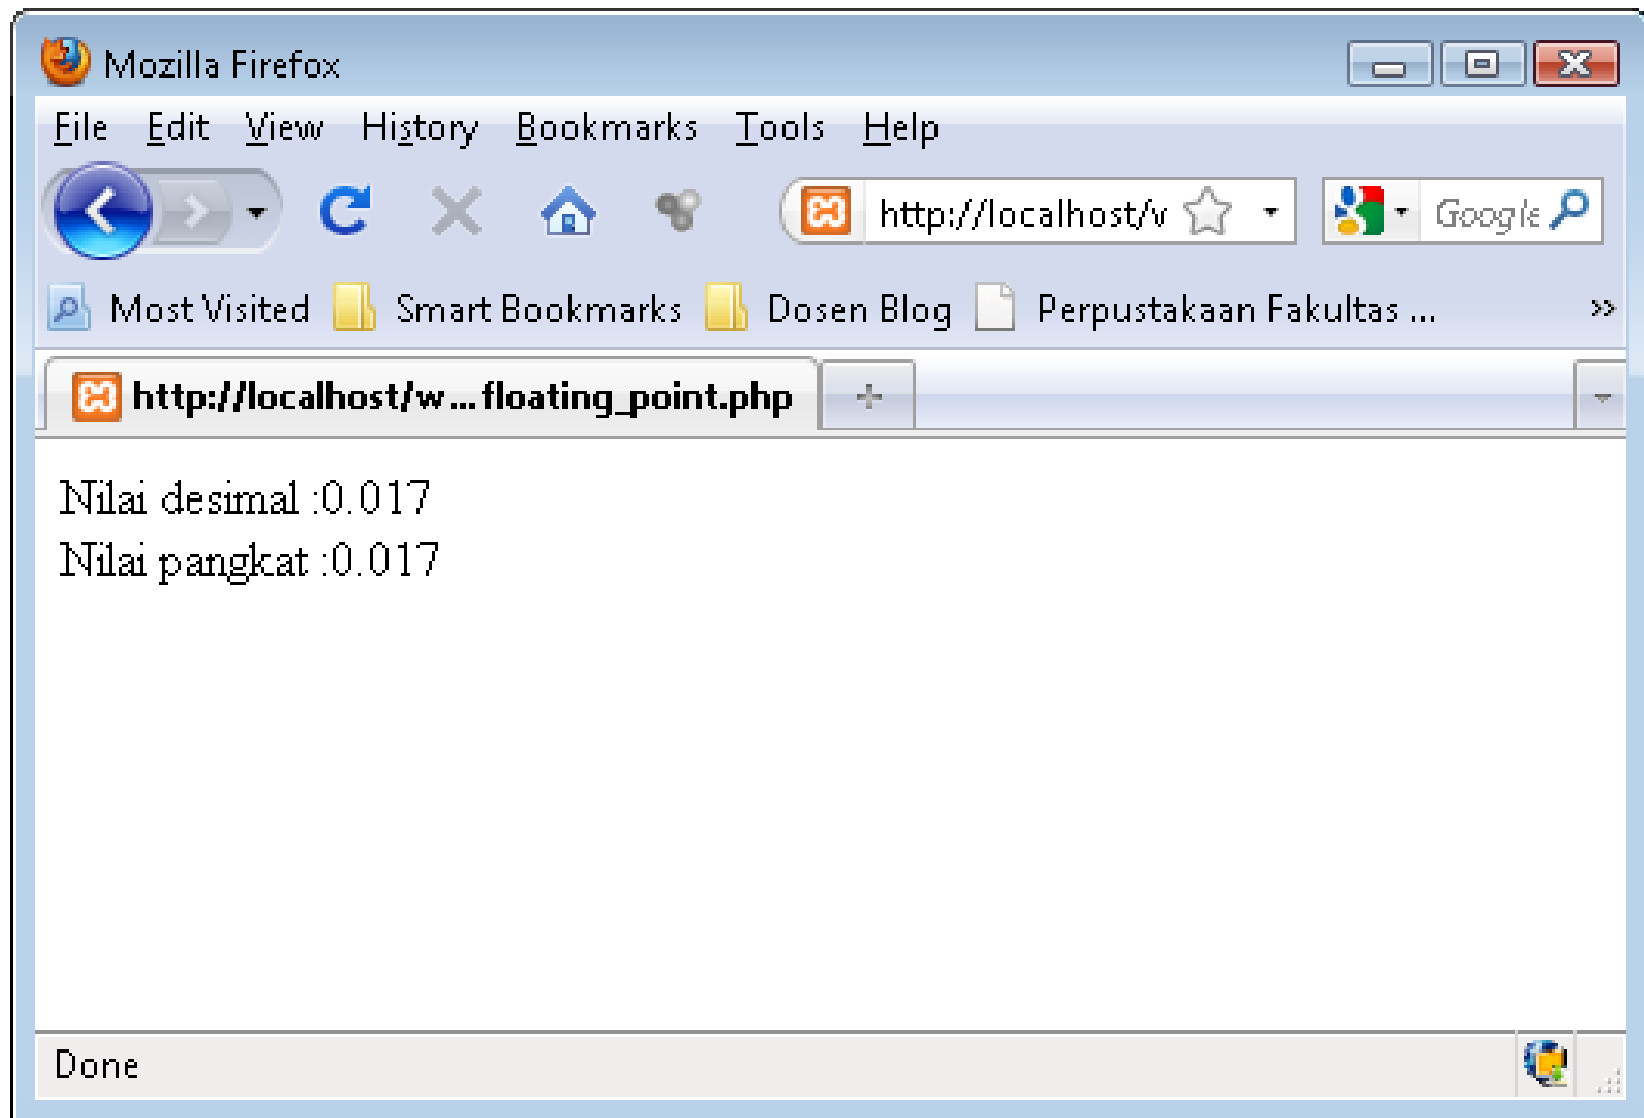 Mozilla Firefox
File Edit View History Bookmarks Tools Help
http://localhost/v Google
Most Visited Smart Bookmarks Dosen Blog Perpustakaan Fakultas ... »
http://localhost/w... floating_point.php
Nilai desimal :0.017
Nilai pangkat :0.017
Done